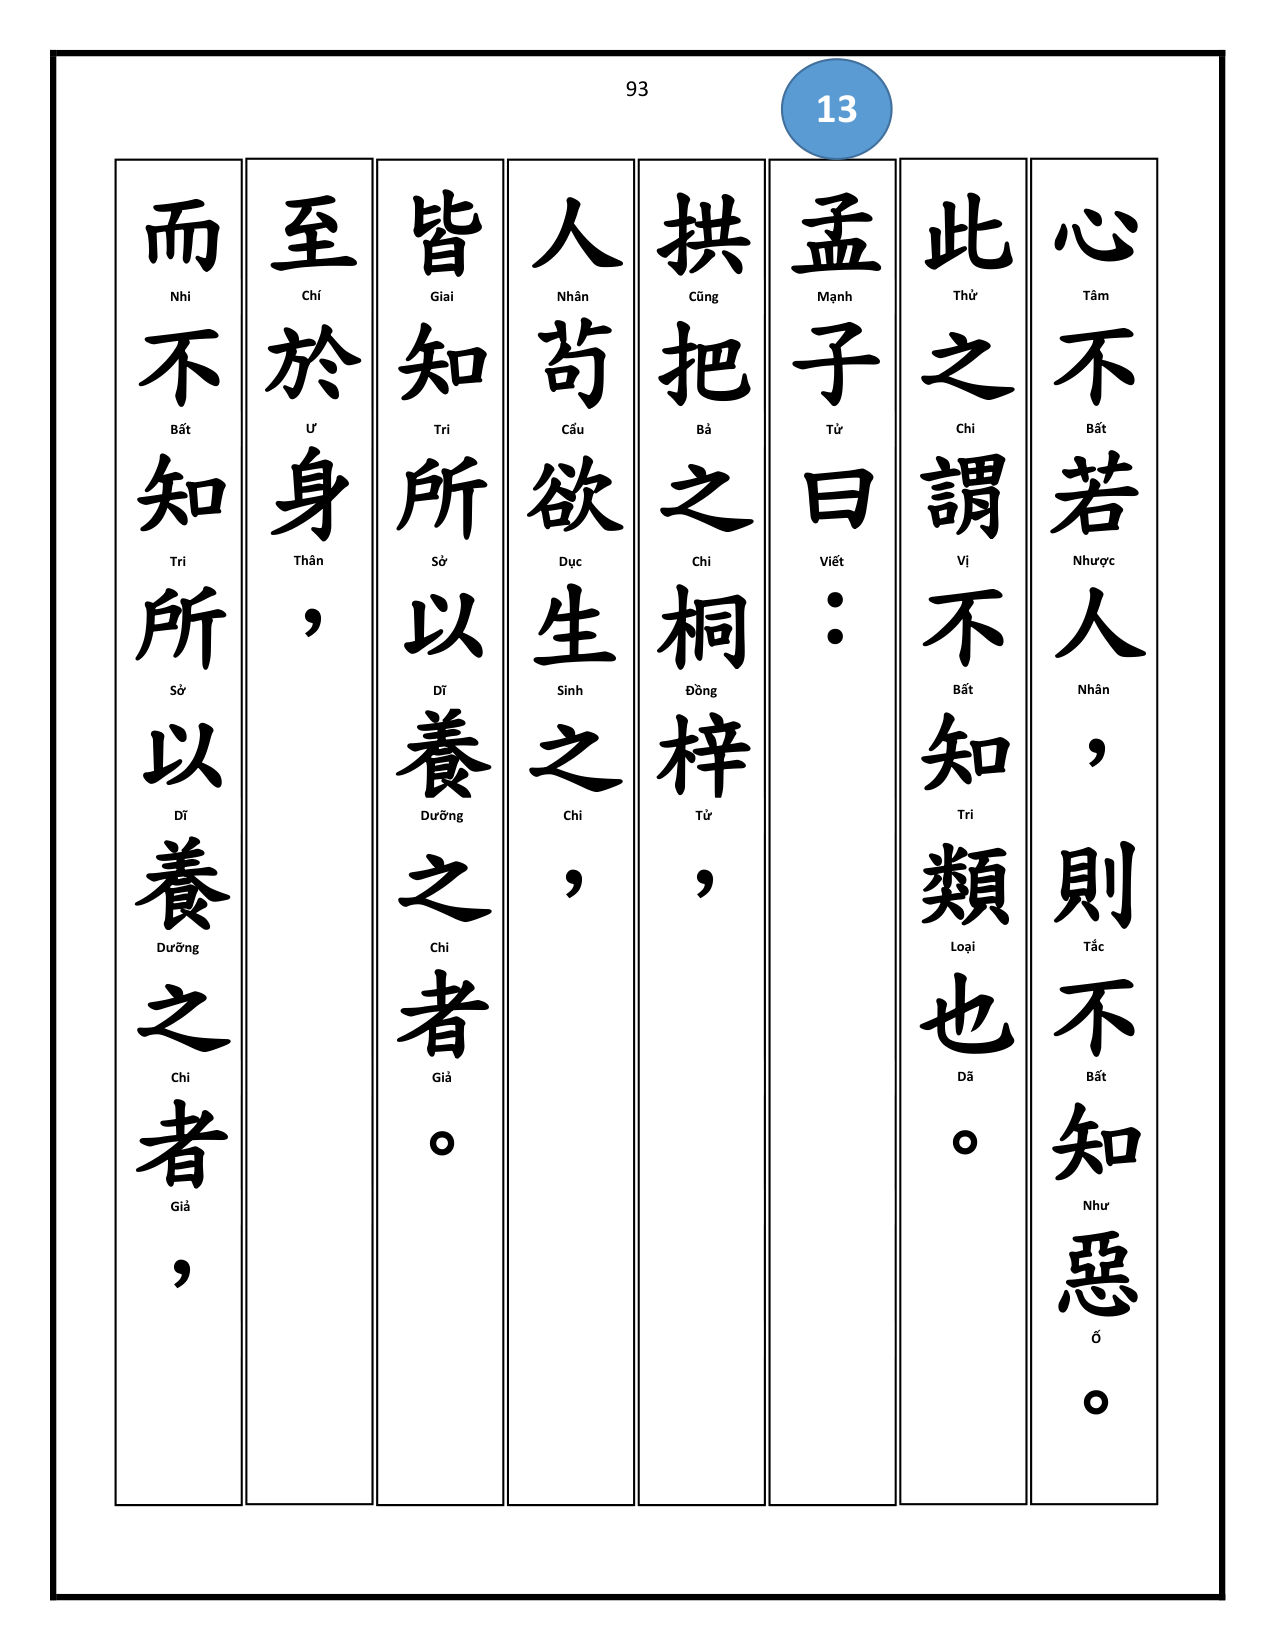 93
13
心不若人，則不知惡。
Tâm Bất Nhược Nhân Tắc Bất Như Ố
此之謂不知類也。
Thử Chi Vị Bất Tri Loại Dã
孟子曰：
Mạnh Tử Viết
拱把之桐梓，
Cũng Bả Chi Đồng Tử
人苟欲生之，
Nhân Cẩu Dục Sinh Chi
皆知所以養之者。
Giai Tri Sở Dĩ Dưỡng Chi Giả
至於身，
Chí Ư Thân
而不知所以養之者，
Nhi Bất Tri Sở Dĩ Dưỡng Chi Giả